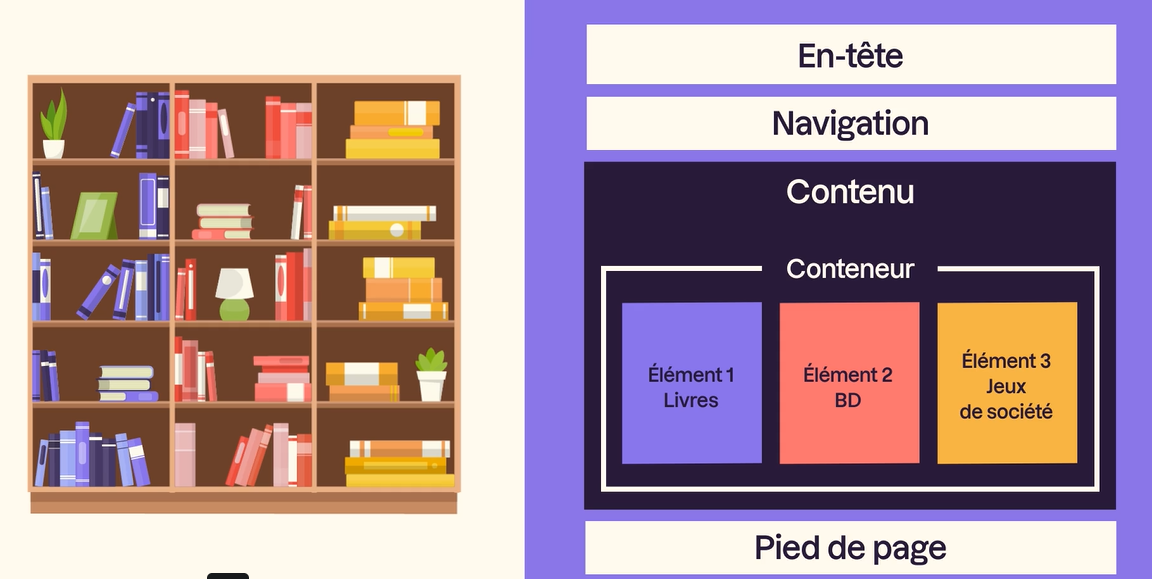 En-tête
Navigation
Contenu
Conteneur
Élément 1
Livres
Élément 2
BD
Élément 3
Jeux
de société
Pied de page